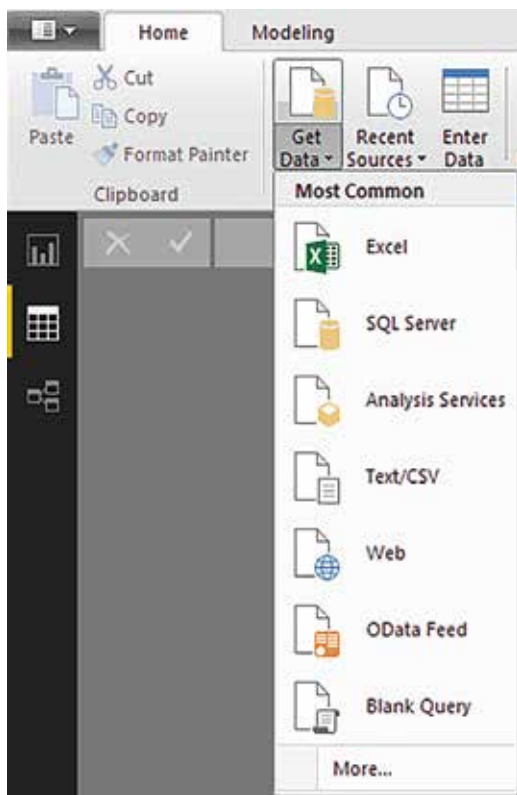 Home Modeling
Cut
Copy
Format Painter
Paste
Clipboard
Get Data
Recent Sources
Enter Data
Most Common
Excel
SQL Server
Analysis Services
Text/CSV
Web
OData Feed
Blank Query
More...